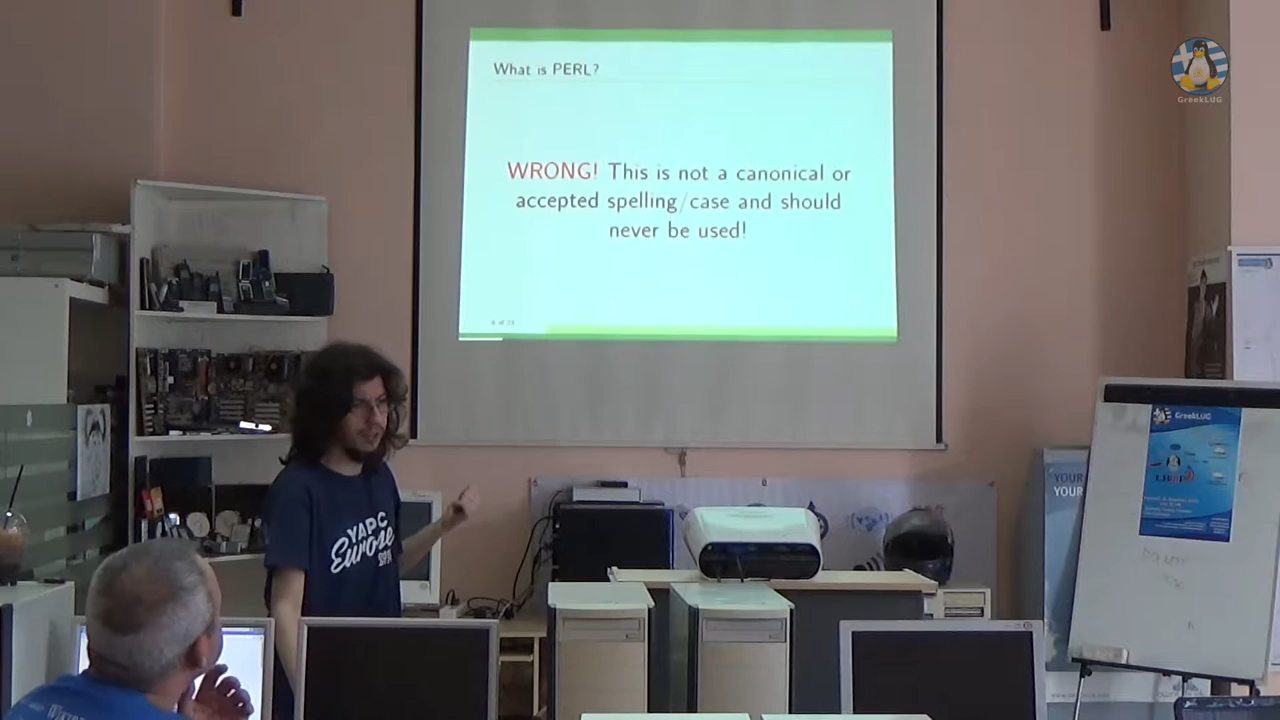 What is PERL?
WRONG! This is not a canonical or
accepted spelling/case and should
never be used!
GreekLUG
YAPC
Europe
GreekLUG
YOUR
YOUR